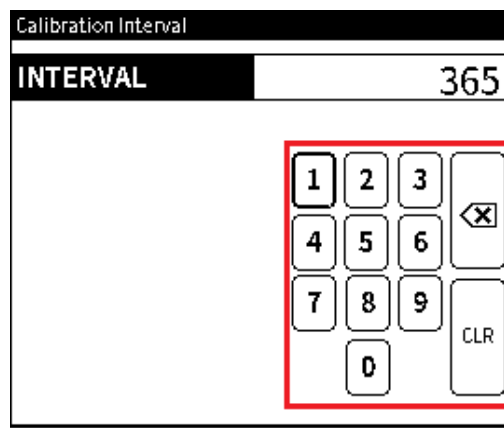 Calibration Interval
INTERVAL 365
1 2 3
4 5 6
7 8 9
CLR
0